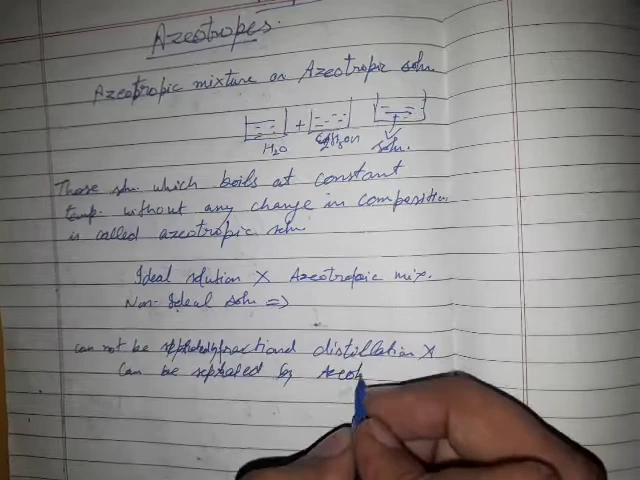 Azeotropes.
Azeotropic mixture or Azeotropic soln.
+
H2O C2H5OH soln.
Those soln. which boils at constant
temp. without any change in composition
is called azeotropic soln
Ideal solution X Azeotropic mix.
Non-Ideal soln =>
can not be fractional distillation X
Can be by Azeot